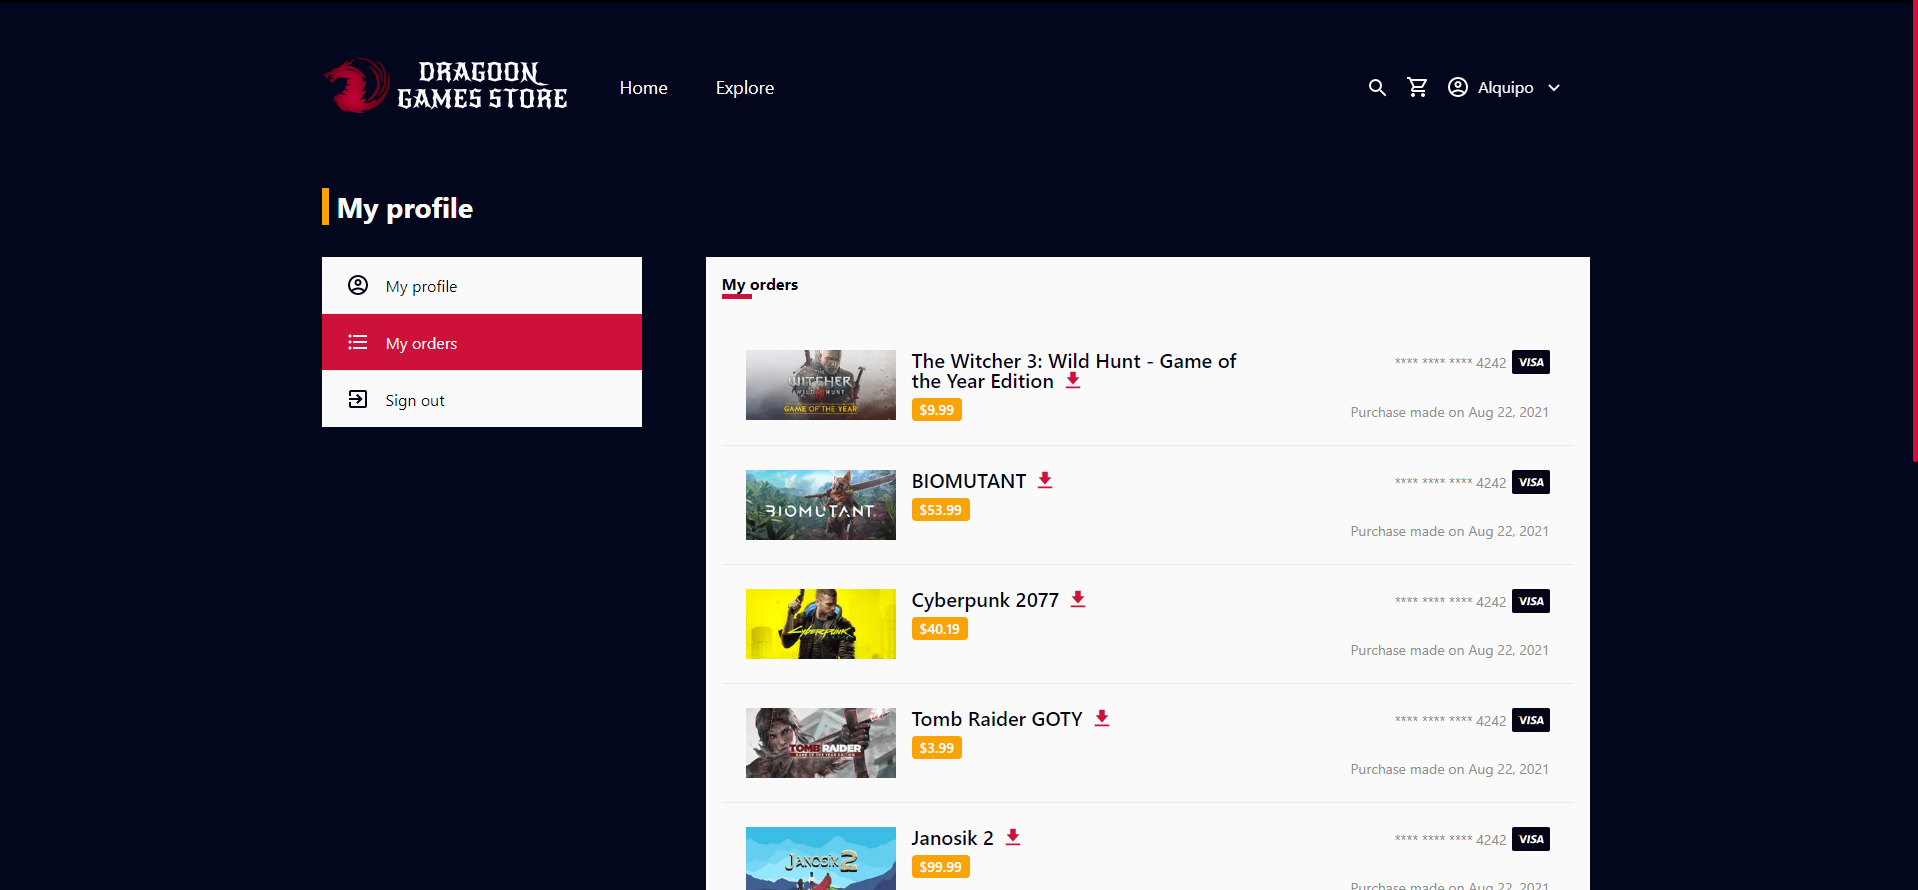 DRAGOON
GAMES STORE
Home
Explore
Alquipo
My profile
My profile
My orders
Sign out
My orders
THE
WITCHER
WILD HUNT
GAME OF THE YEAR
The Witcher 3: Wild Hunt - Game of
the Year Edition
$9.99
**** **** **** 4242 VISA
Purchase made on Aug 22, 2021
BIOMUTANT
BIOMUTANT
$53.99
**** **** **** 4242 VISA
Purchase made on Aug 22, 2021
Cyberpunk
Cyberpunk 2077
$40.19
**** **** **** 4242 VISA
Purchase made on Aug 22, 2021
TOMB RAIDER
GAME OF THE YEAR EDITION
Tomb Raider GOTY
$3.99
**** **** **** 4242 VISA
Purchase made on Aug 22, 2021
JANOSIK 2
Janosik 2
$99.99
**** **** **** 4242 VISA
Purchase made on Aug 22, 2021